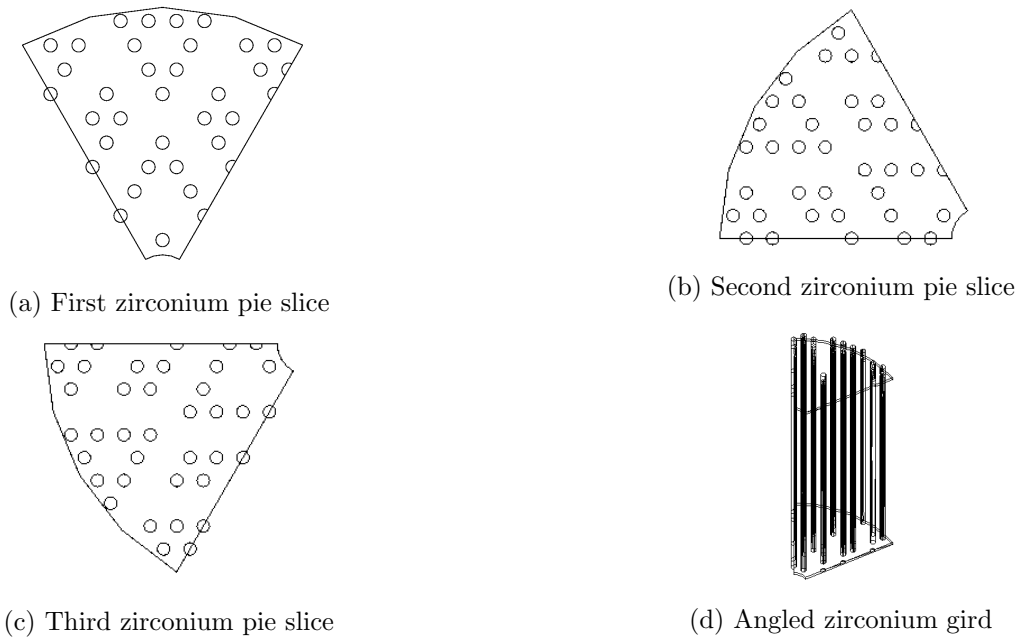 (a) First zirconium pie slice
(b) Second zirconium pie slice
(c) Third zirconium pie slice
(d) Angled zirconium gird